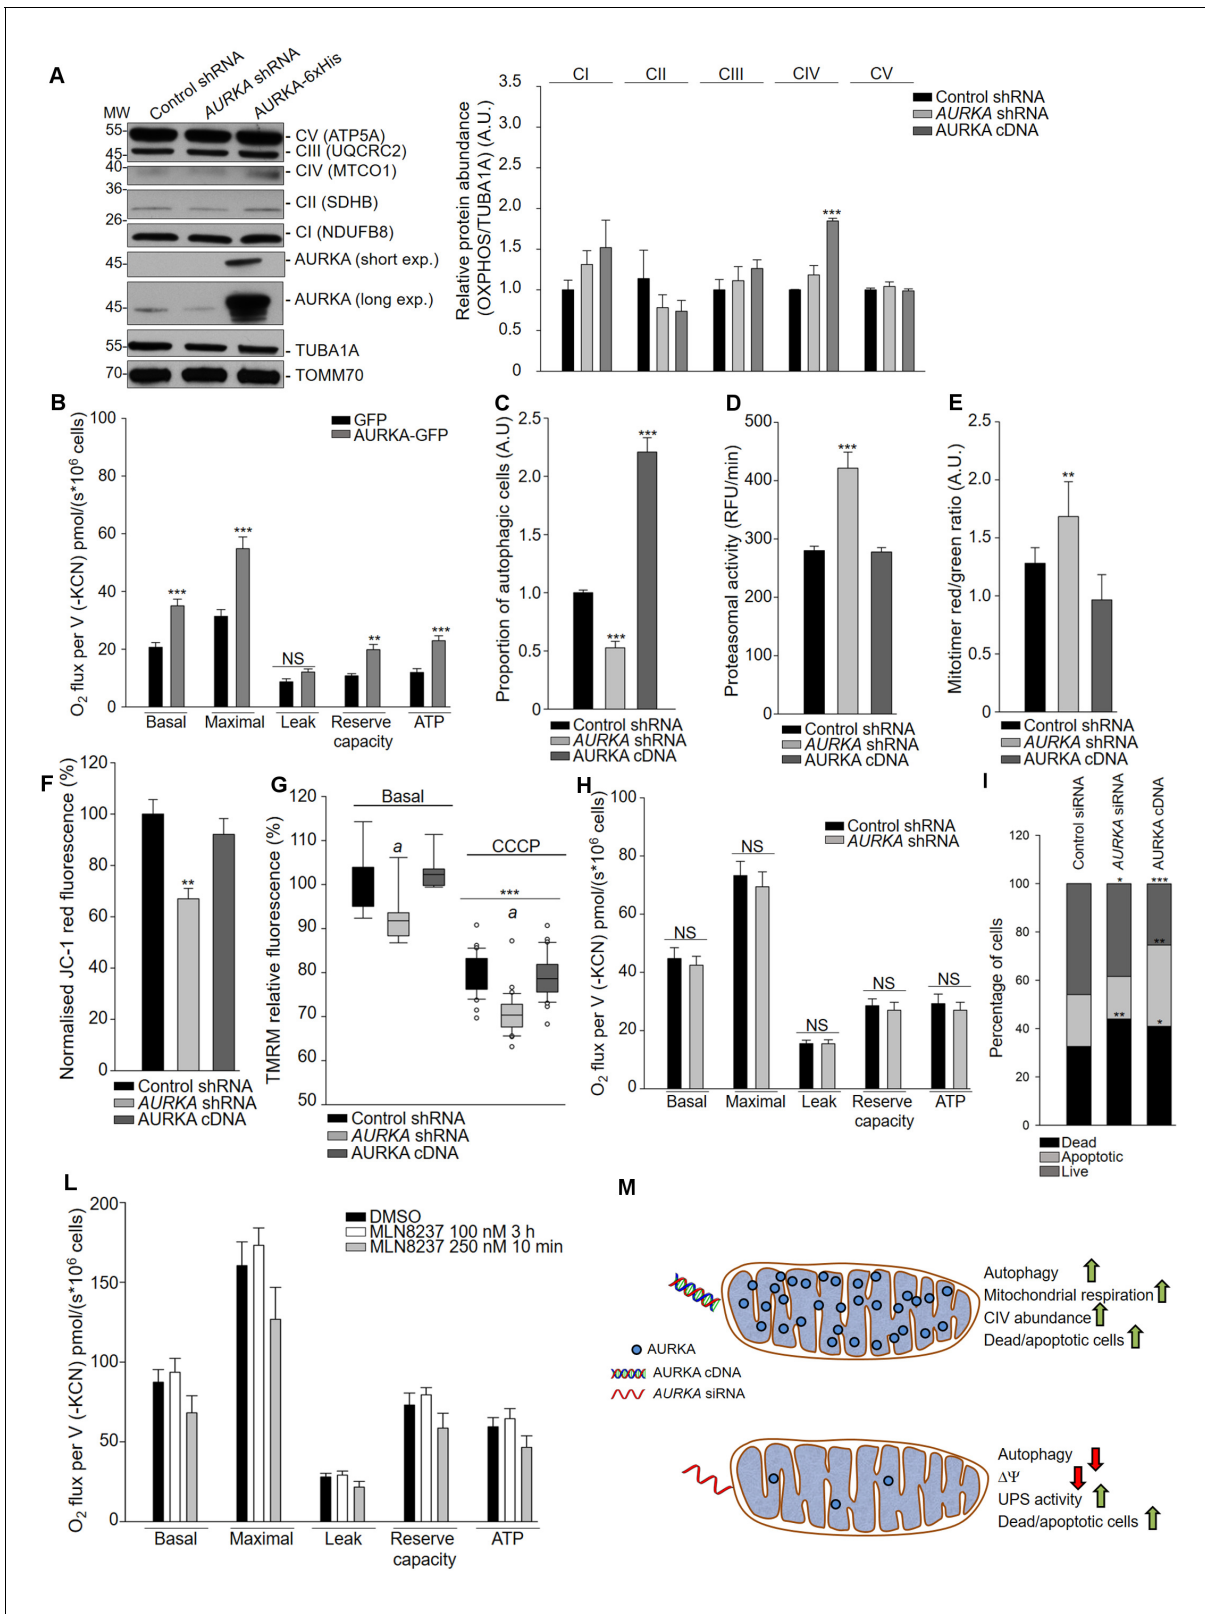 A
Control shRNA
AURKA shRNA
AURKA-6xHis
MW
55
45
40
36
26
45
45
55
70
CV (ATP5A)
CIII (UQCRC2)
CIV (MTCO1)
CII (SDHB)
CI (NDUFB8)
AURKA (short exp.)
AURKA (long exp.)
TUBA1A
TOMM70
Relative protein abundance
(OXPHOS/TUBA1A) (A.U.)
3.5
3.0
2.5
2.0
1.5
1.0
0.5
0
CI CII CIII CIV CV
***
Control shRNA
AURKA shRNA
AURKA cDNA
B
O2 flux per V (-KCN) pmol/(s*10^6 cells)
100
80
60
40
20
0
GFP
AURKA-GFP
*** *** NS ** ***
Basal Maximal Leak Reserve capacity ATP
C
Proportion of autophagic cells (A.U)
2.5
2.0
1.5
1.0
0.5
0
*** ***
Control shRNA
AURKA shRNA
AURKA cDNA
D
Proteasomal activity (RFU/min)
500
400
300
200
100
0
***
Control shRNA
AURKA shRNA
AURKA cDNA
E
Mitotimer red/green ratio (A.U.)
2.5
2.0
1.5
1.0
0.5
0
**
Control shRNA
AURKA shRNA
AURKA cDNA
F
Normalised JC-1 red fluorescence (%)
120
100
80
60
40
20
0
**
Control shRNA
AURKA shRNA
AURKA cDNA
G
TMRM relative fluorescence (%)
120
110
100
90
80
70
60
50
Basal
a
CCCP
***
a
Control shRNA
AURKA shRNA
AURKA cDNA
H
O2 flux per V (-KCN) pmol/(s*10^6 cells)
100
80
60
40
20
0
Control shRNA
AURKA shRNA
NS NS NS NS NS
Basal Maximal Leak Reserve capacity ATP
I
Control siRNA
AURKA siRNA
AURKA cDNA
Percentage of cells
120
100
80
60
40
20
0
* ***
**
** *
Dead
Apoptotic
Live
L
O2 flux per V (-KCN) pmol/(s*10^6 cells)
200
150
100
50
0
DMSO
MLN8237 100 nM 3 h
MLN8237 250 nM 10 min
Basal Maximal Leak Reserve capacity ATP
M
AURKA
AURKA cDNA
AURKA siRNA
Autophagy
Mitochondrial respiration
CIV abundance
Dead/apoptotic cells
Autophagy
ΔΨ
UPS activity
Dead/apoptotic cells